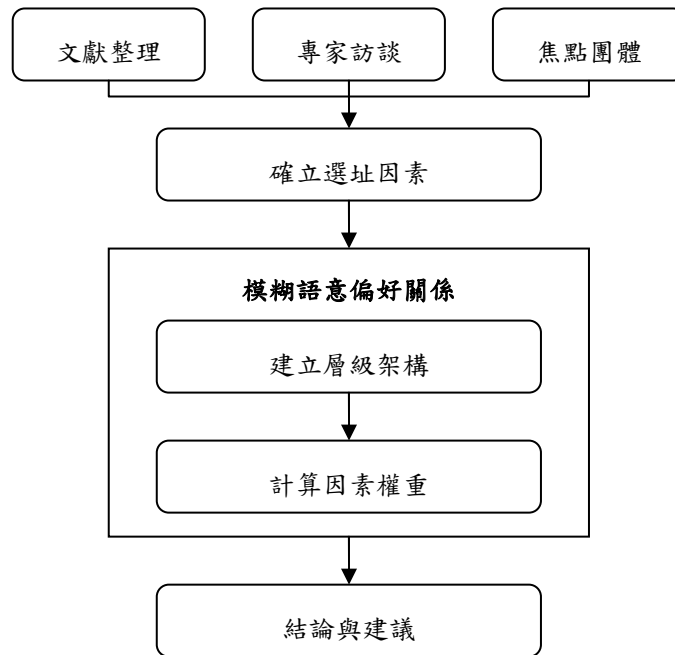 文獻整理
專家訪談
焦點團體
確立選址因素
模糊語意偏好關係
建立層級架構
計算因素權重
結論與建議